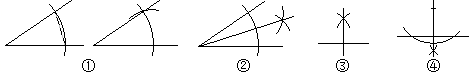 ① ② ③ ④